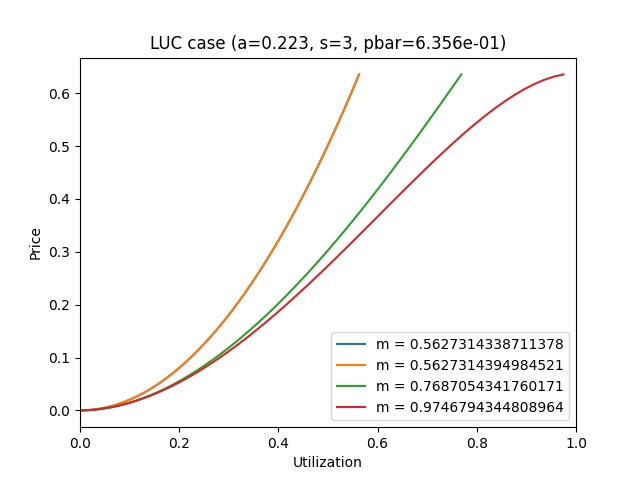 LUC case (a=0.223, s=3, pbar=6.356e-01)
Price
0.6
0.5
0.4
0.3
0.2
0.1
0.0
m = 0.5627314338711378
m = 0.5627314394984521
m = 0.7687054341760171
m = 0.9746794344808964
0.0 0.2 0.4 0.6 0.8 1.0
Utilization